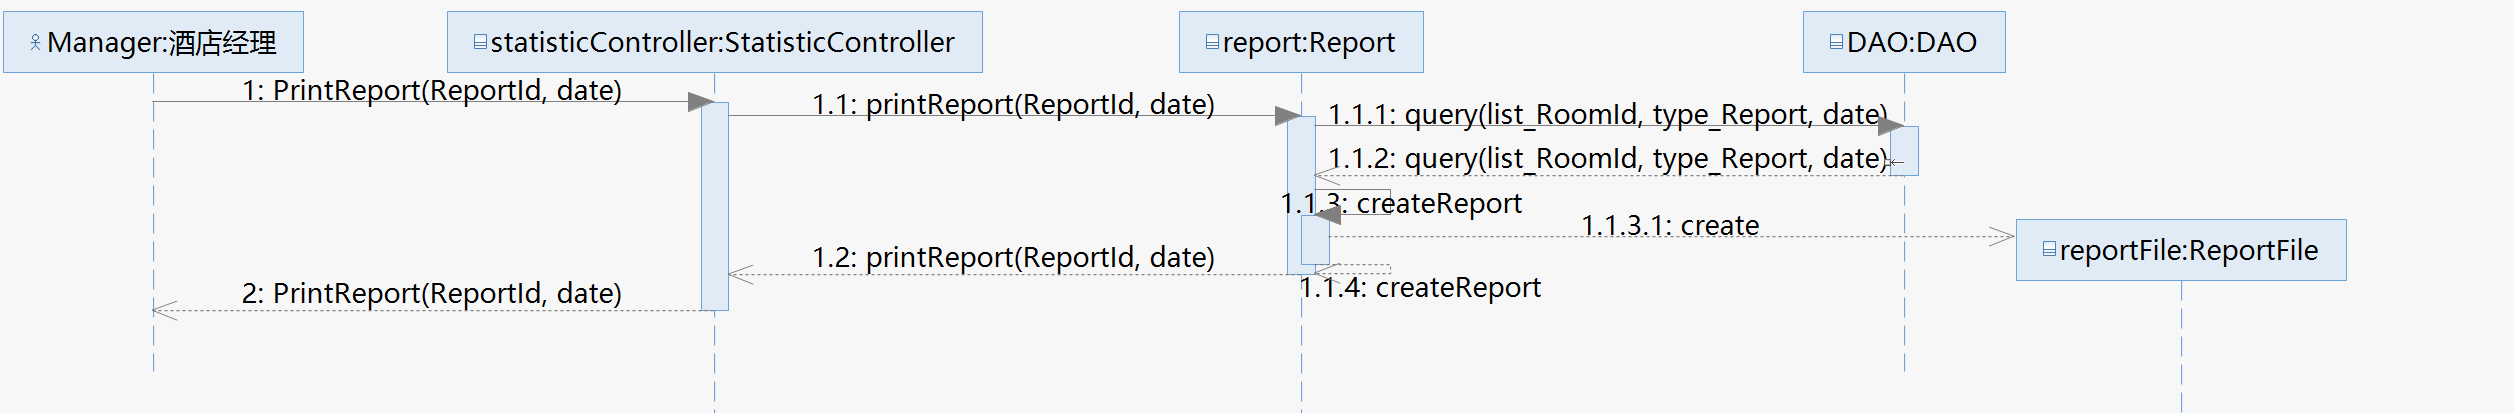 Manager:酒店经理
statisticController:StatisticController
report:Report
DAO:DAO
1: PrintReport(ReportId, date)
1.1: printReport(ReportId, date)
1.1.1: query(list_RoomId, type_Report, date)
1.1.2: query(list_RoomId, type_Report, date)
1.1.3: createReport
1.1.3.1: create
reportFile:ReportFile
1.2: printReport(ReportId, date)
1.1.4: createReport
2: PrintReport(ReportId, date)